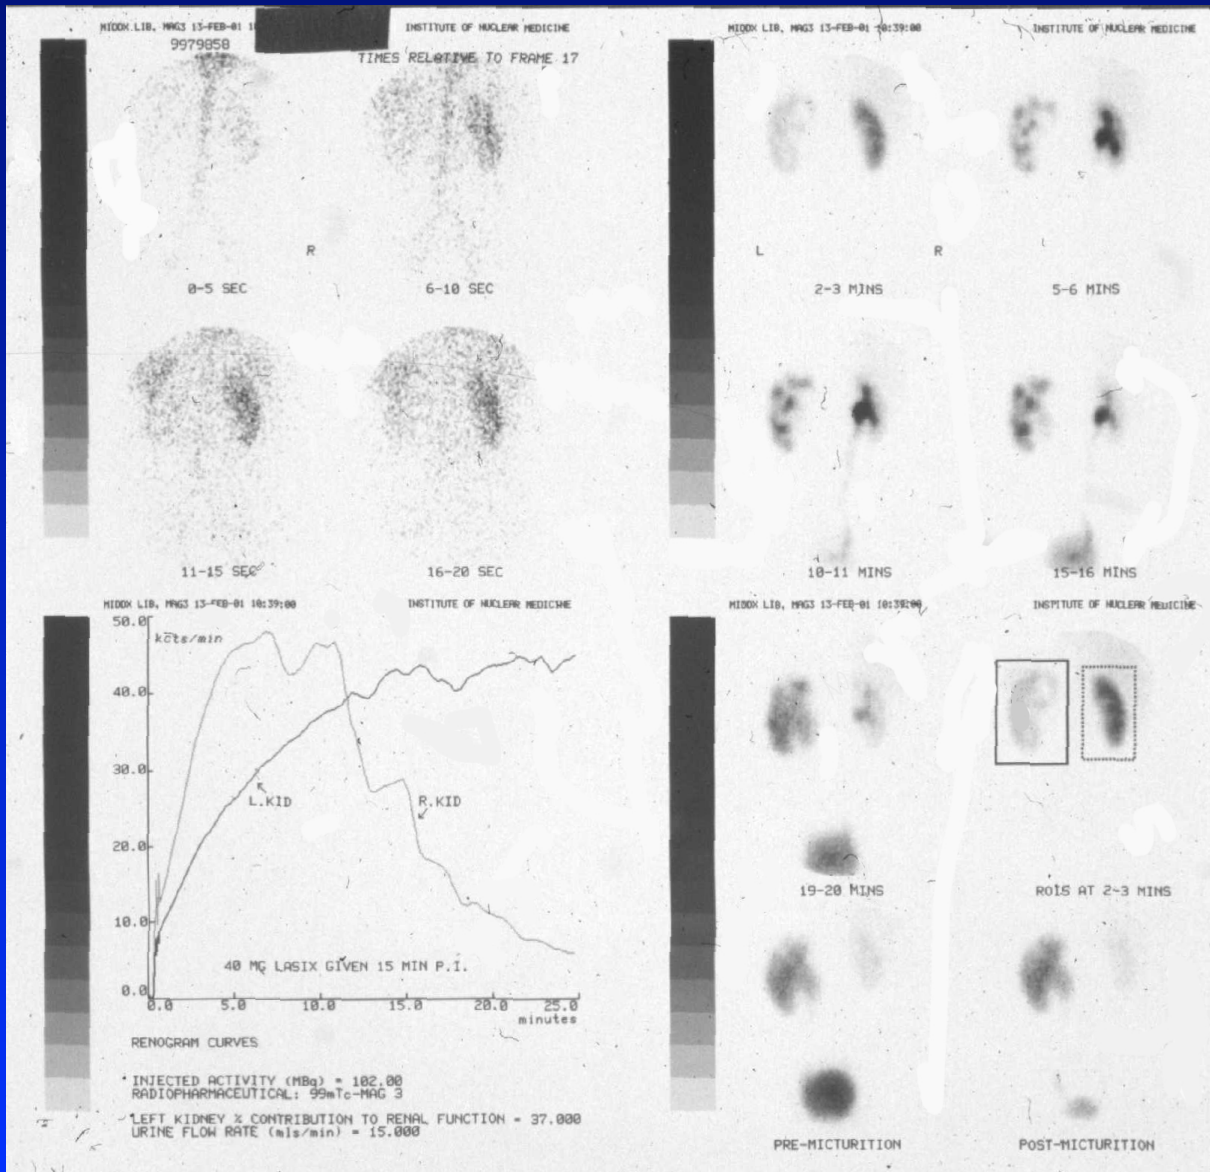 MIDDX LIB, MAG3 13-FEB-01
INSTITUTE OF NUCLEAR MEDICINE
9979858
TIMES RELATIVE TO FRAME 17
R
0-5 SEC
6-10 SEC
11-15 SEC
16-20 SEC
MIDDX LIB, MAG3 13-FEB-01 10:39:00
INSTITUTE OF NUCLEAR MEDICINE
L
R
2-3 MINS
5-6 MINS
10-11 MINS
15-16 MINS
MIDDX LIB, MAG3 13-FEB-01 10:39:00
INSTITUTE OF NUCLEAR MEDICINE
50.0
kcts/min
40.0
30.0
L.KID
R.KID
20.0
10.0
40 MG LASIX GIVEN 15 MIN P.I.
0.0
0.0 5.0 10.0 15.0 20.0 25.0
minutes
RENOGRAM CURVES
INJECTED ACTIVITY (MBq) = 102.00
RADIOPHARMACEUTICAL: 99mTc-MAG 3
LEFT KIDNEY % CONTRIBUTION TO RENAL FUNCTION = 37.000
URINE FLOW RATE (mls/min) = 15.000
MIDDX LIB, MAG3 13-FEB-01 10:39:00
INSTITUTE OF NUCLEAR MEDICINE
19-20 MINS
ROIS AT 2-3 MINS
PRE-MICTURITION
POST-MICTURITION